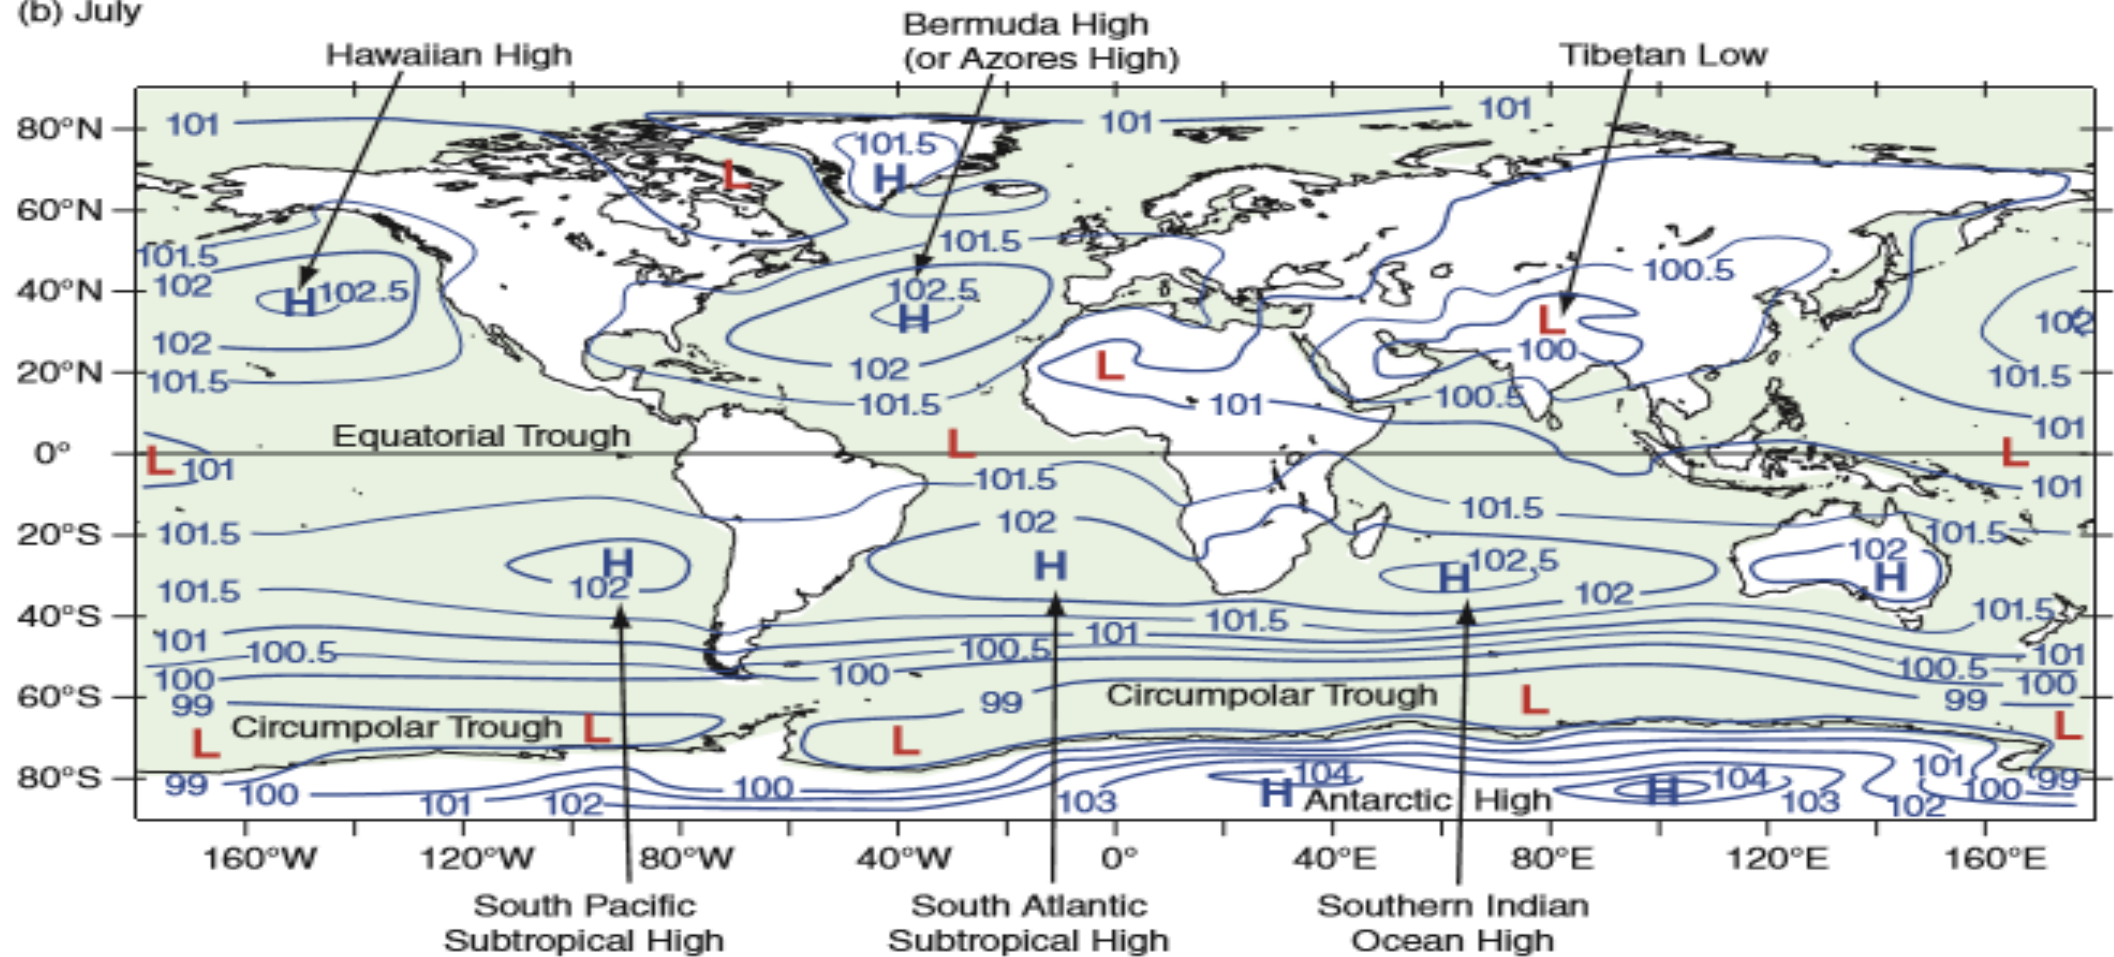 (b) July
Hawaiian High
Bermuda High
(or Azores High)
Tibetan Low
80°N 101 101 101
101.5
L H
60°N
101.5 101.5
102 102.5 100.5
40°N H 102.5 H L 102
102 100
20°N 101.5 102 L 101.5
101.5 101 100.5
Equatorial Trough L 101
0° L 101 L
101.5 101
20°S 101.5 102 101.5 101.5
H H 102.5 102
102 H 102 H
101.5
40°S 101.5 101.5
101 101
100.5 100.5 101
100 100 100.5
60°S 99 99 Circumpolar Trough L 99 100
Circumpolar Trough L L
L L
80°S 99 100 101 102 100 103 104 H Antarctic High H 104 103 102 101 100 99
160°W 120°W 80°W 40°W 0° 40°E 80°E 120°E 160°E
South Pacific
Subtropical High
South Atlantic
Subtropical High
Southern Indian
Ocean High